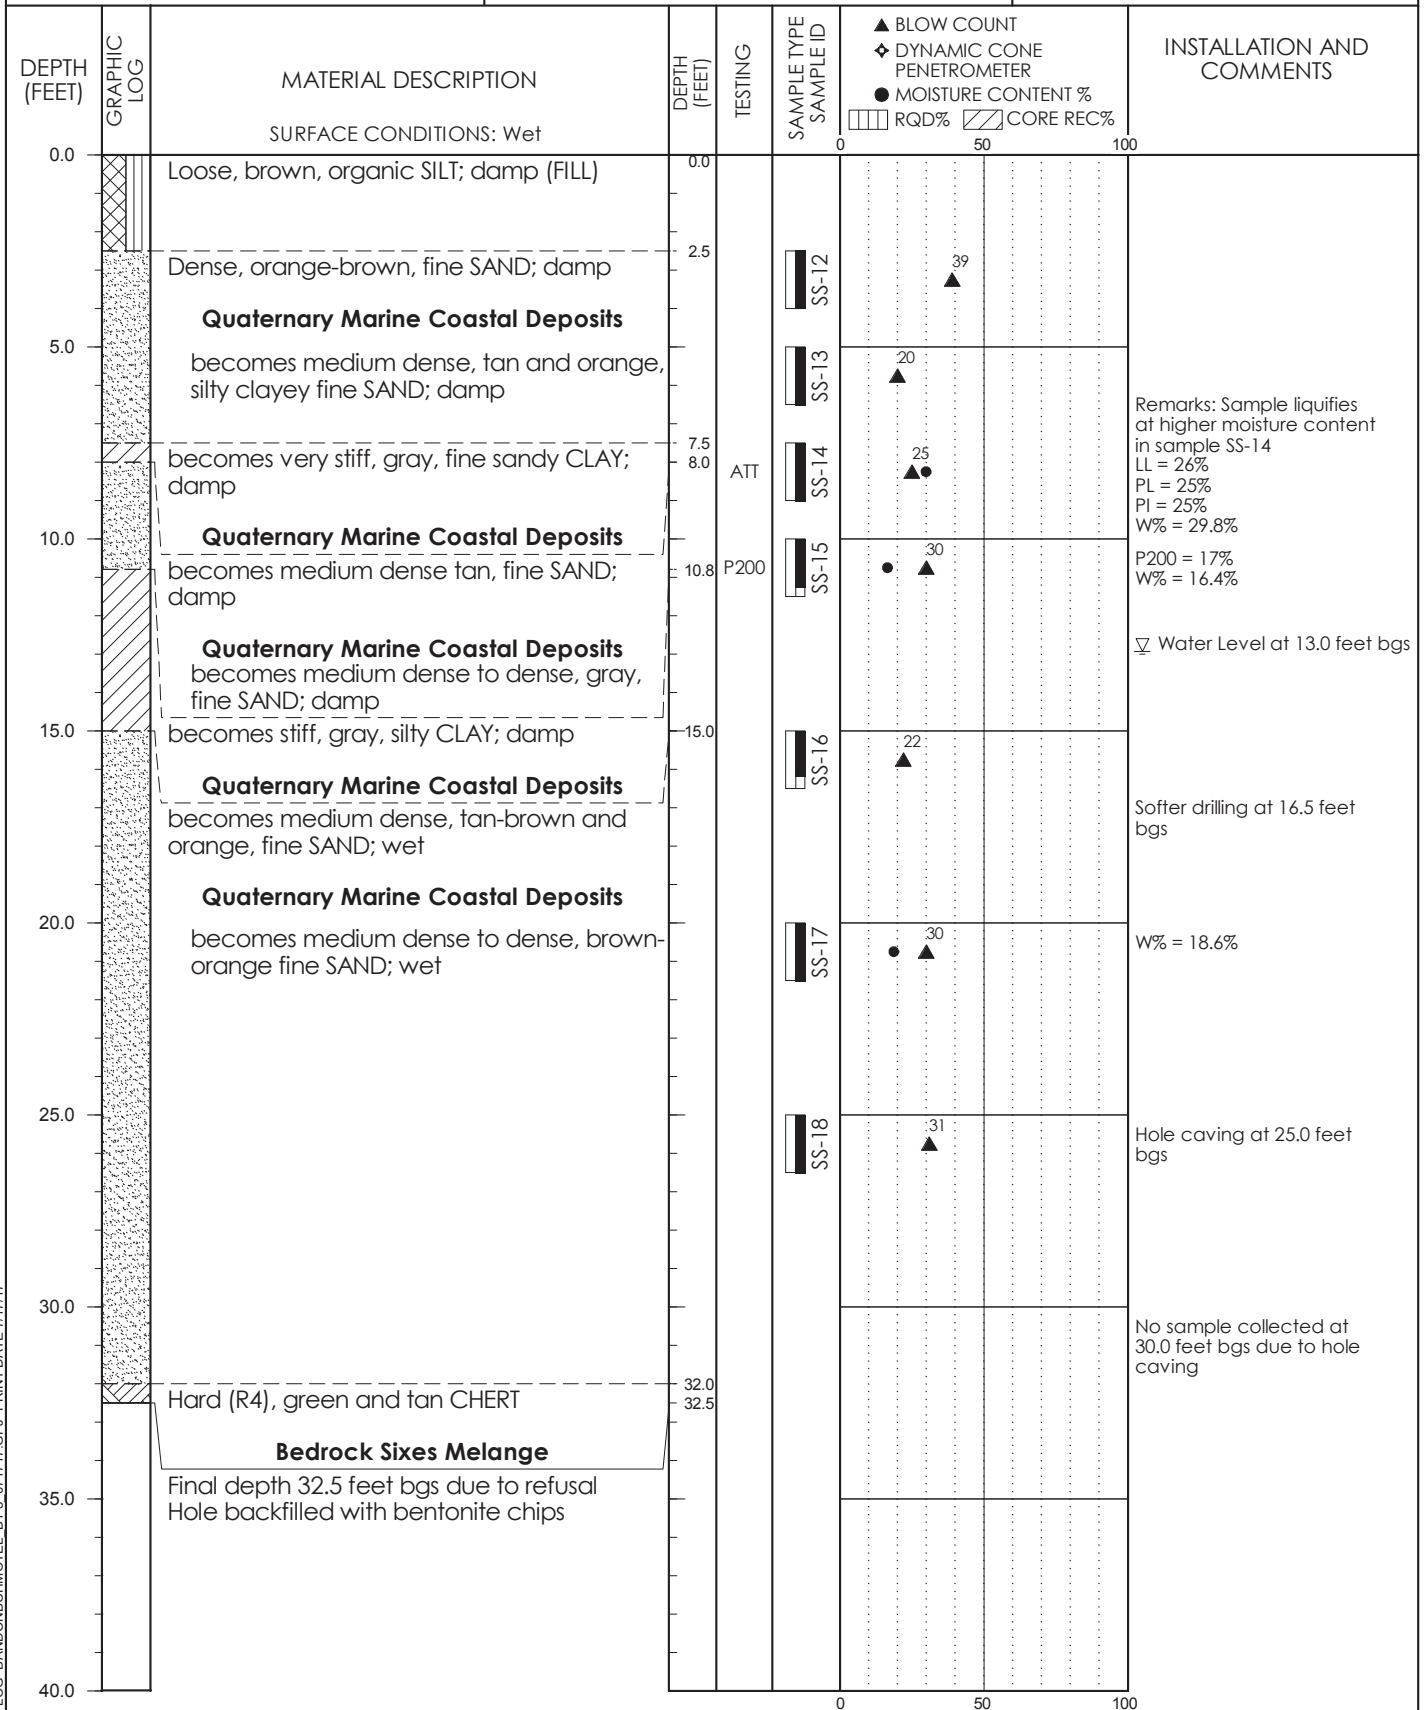 DEPTH
(FEET)
GRAPHIC
LOG
MATERIAL DESCRIPTION
SURFACE CONDITIONS: Wet
DEPTH
(FEET)
TESTING
SAMPLE TYPE
SAMPLE ID
▲ BLOW COUNT
DYNAMIC CONE
PENETROMETER
● MOISTURE CONTENT %
RQD% CORE REC%
INSTALLATION AND
COMMENTS
0 50 100
0.0
Loose, brown, organic SILT; damp (FILL)
0.0
2.5
Dense, orange-brown, fine SAND; damp
SS-12
39
Quaternary Marine Coastal Deposits
5.0
becomes medium dense, tan and orange,
silty clayey fine SAND; damp
SS-13
20
Remarks: Sample liquifies
at higher moisture content
in sample SS-14
LL = 26%
PL = 25%
PI = 25%
W% = 29.8%
7.5
becomes very stiff, gray, fine sandy CLAY;
damp
8.0
ATT
SS-14
25
Quaternary Marine Coastal Deposits
10.0
becomes medium dense tan, fine SAND;
damp
10.8
P200
SS-15
30
P200 = 17%
W% = 16.4%
Quaternary Marine Coastal Deposits
becomes medium dense to dense, gray,
fine SAND; damp
Water Level at 13.0 feet bgs
15.0
becomes stiff, gray, silty CLAY; damp
15.0
SS-16
22
Quaternary Marine Coastal Deposits
becomes medium dense, tan-brown and
orange, fine SAND; wet
Softer drilling at 16.5 feet
bgs
Quaternary Marine Coastal Deposits
20.0
becomes medium dense to dense, brown-
orange fine SAND; wet
SS-17
30
W% = 18.6%
25.0
SS-18
31
Hole caving at 25.0 feet
bgs
30.0
No sample collected at
30.0 feet bgs due to hole
caving
32.0
Hard (R4), green and tan CHERT
32.5
Bedrock Sixes Melange
Final depth 32.5 feet bgs due to refusal
Hole backfilled with bentonite chips
35.0
40.0
0 50 100